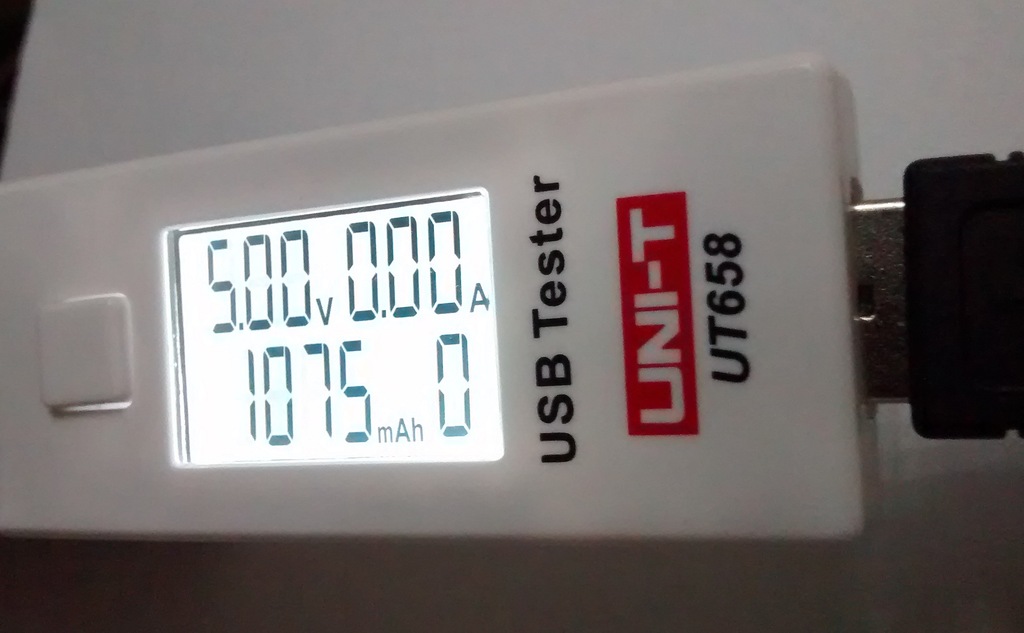 5.00V 0.00A
1075mAh 0
USB Tester
UNI-T
UT658